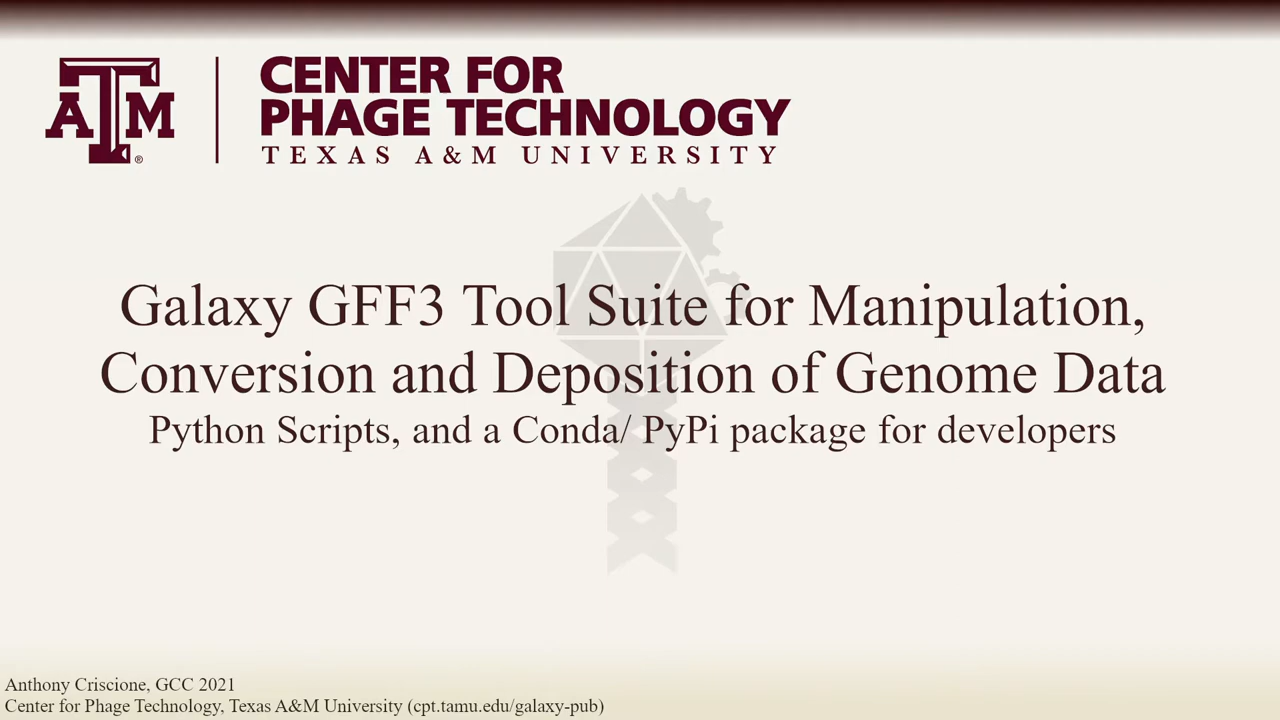 ATM®
CENTER FOR
PHAGE TECHNOLOGY
TEXAS A&M UNIVERSITY
Galaxy GFF3 Tool Suite for Manipulation,
Conversion and Deposition of Genome Data
Python Scripts, and a Conda/ PyPi package for developers
Anthony Criscione, GCC 2021
Center for Phage Technology, Texas A&M University (cpt.tamu.edu/galaxy-pub)